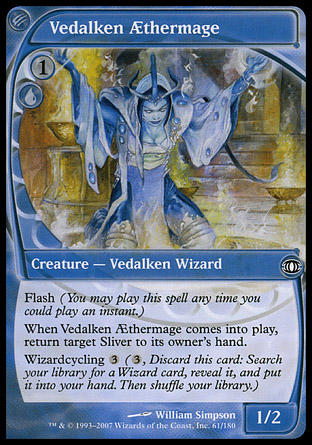 Vedalken Æthermage
1
Creature — Vedalken Wizard
Flash (You may play this spell any time you
could play an instant.)
When Vedalken Æthermage comes into play,
return target Sliver to its owner's hand.
Wizardcycling 3 (3, Discard this card: Search
your library for a Wizard card, reveal it, and put
it into your hand. Then shuffle your library.)
William Simpson
™ & © 1993–2007 Wizards of the Coast, Inc. 61/180
1/2